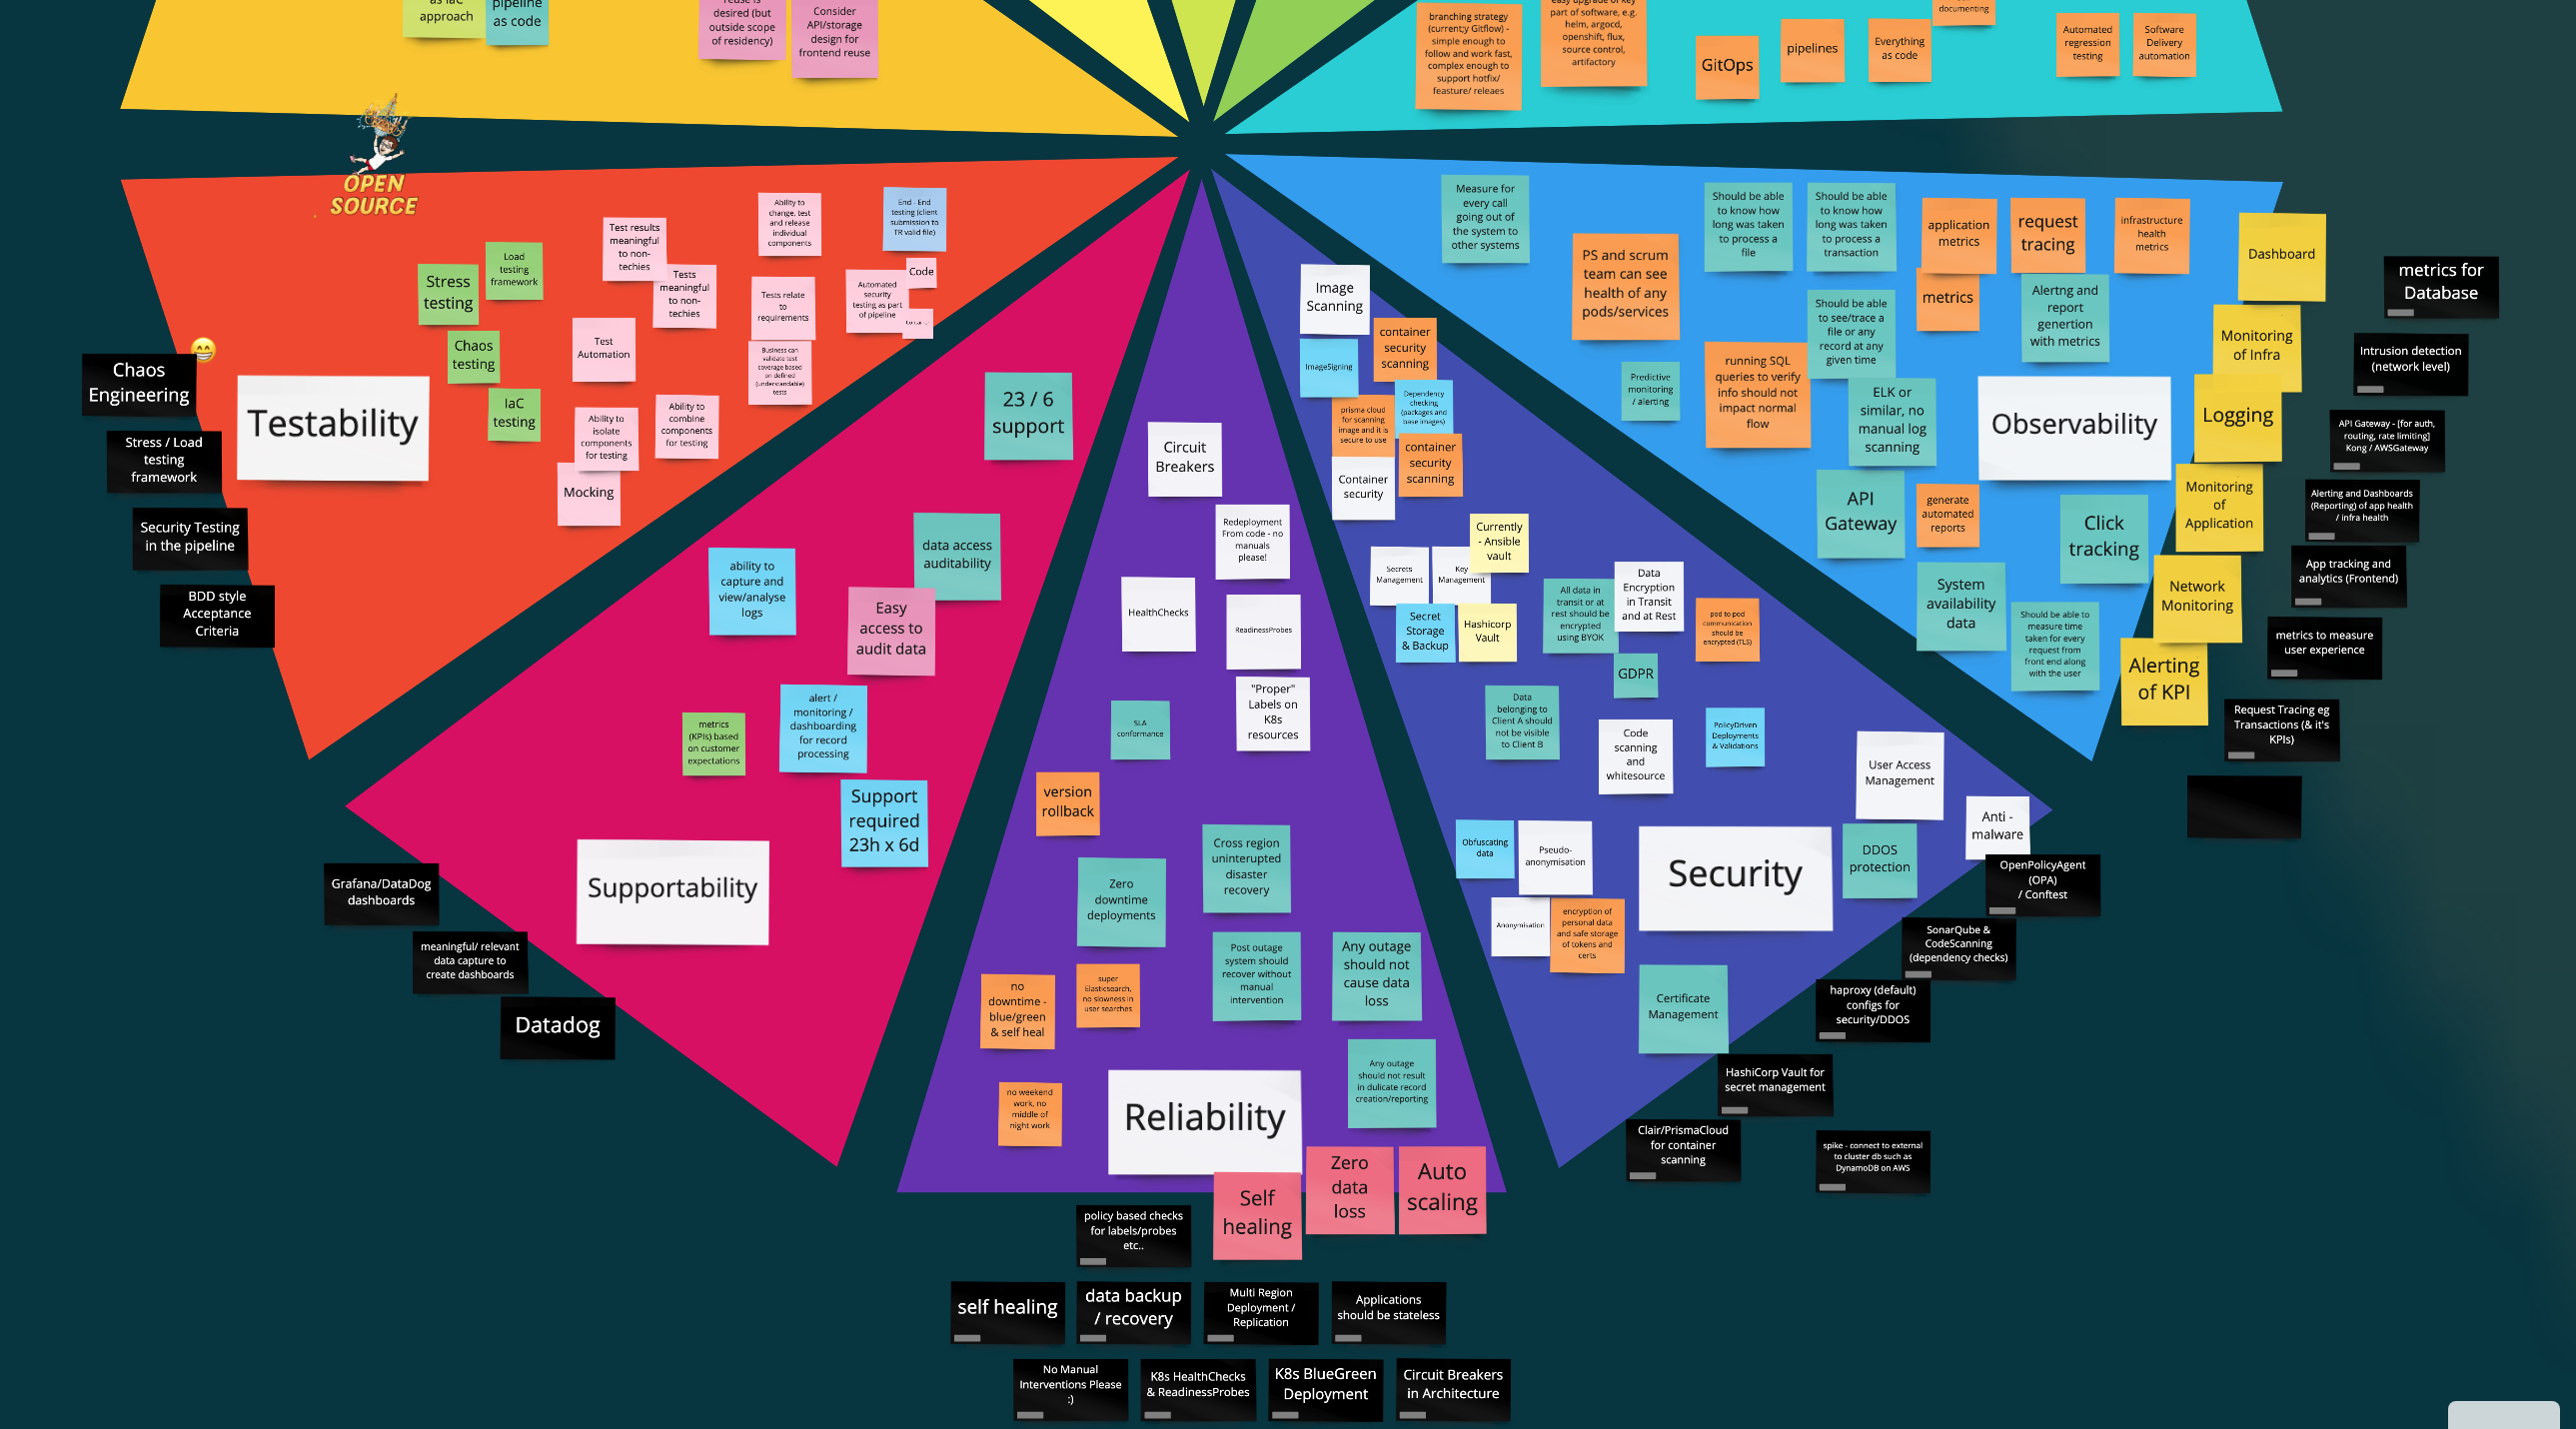 as IaC
approach
pipeline
as code
reuse is
desired (but
outside scope
of residency)
Consider
API/storage
design for
frontend reuse
branching strategy
(currenty Gitflow) -
simple enough to
follow and work fast,
complex enough to
support hotfix/
feasture/ releaes
easy upgrade of key
part of software, e.g.
helm, argocd,
openshift, flux,
source control,
artifactory
GitOps
pipelines
Everything
as code
documenting
Automated
regression
testing
Software
Delivery
automation
OPEN
SOURCE
Stress
testing
Load
testing
framework
Chaos
testing
IaC
testing
Test results
meaningful
to non-
techies
Tests
meaningful
to non-
techies
Test
Automation
Ability to
isolate
components
for testing
Ability to
combine
components
for testing
Mocking
Ability to
change, test
and release
individual
components
End - End
testing (client
submission to
TR valid file)
Tests relate
to
requirements
Automated
security
testing as part
of pipeline
Code
Business can
validate test
coverage based
on defined
(understandable)
tests
Testability
Chaos
Engineering
Stress / Load
testing
framework
Security Testing
in the pipeline
BDD style
Acceptance
Criteria
23 / 6
support
data access
auditability
ability to
capture and
view/analyse
logs
Easy
access to
audit data
metrics
(KPIs) based
on customer
expectations
alert /
monitoring /
dashboarding
for record
processing
Support
required
23h x 6d
Supportability
Grafana/DataDog
dashboards
meaningful/ relevant
data capture to
create dashboards
Datadog
Circuit
Breakers
Redeployment
From code - no
manuals
please!
HealthChecks
ReadinessProbes
SLA
conformance
"Proper"
Labels on
K8s
resources
version
rollback
Zero
downtime
deployments
Cross region
uninterupted
disaster
recovery
no
downtime -
blue/green
& self heal
super
Elasticsearch,
no slowness in
user searches
Post outage
system should
recover without
manual
intervention
Any outage
should not
cause data
loss
no weekend
work, no
middle of
night work
Any outage
should not result
in dulicate record
creation/reporting
Reliability
Self
healing
Zero
data
loss
Auto
scaling
policy based checks
for labels/probes
etc..
self healing
data backup
/ recovery
Multi Region
Deployment /
Replication
Applications
should be stateless
No Manual
Interventions Please
:)
K8s HealthChecks
& ReadinessProbes
K8s BlueGreen
Deployment
Circuit Breakers
in Architecture
Image
Scanning
container
security
scanning
ImageSigning
prisma cloud
for scanning
image and it is
secure to use
Dependency
checking
(packages and
base images)
Container
security
container
security
scanning
Currently
- Ansible
vault
Secrets
Management
Key
Management
Secret
Storage
& Backup
Hashicorp
Vault
All data in
transit or at
rest should be
encrypted
using BYOK
Data
Encryption
in Transit
and at Rest
pod to pod
communication
should be
encrypted (TLS)
GDPR
Data
belonging to
Client A should
not be visible
to Client B
Code
scanning
and
whitesource
PolicyDriven
Deployments
& Validations
User Access
Management
Anti -
malware
Obfuscating
data
Pseudo-
anonymisation
Anonymisation
encryption of
personal data
and safe storage
of tokens and
certs
Security
DDOS
protection
Certificate
Management
OpenPolicyAgent
(OPA)
/ Conftest
SonarQube &
CodeScanning
(dependency checks)
haproxy (default)
configs for
security/DDOS
HashiCorp Vault for
secret management
Clair/PrismaCloud
for container
scanning
spike - connect to external
to cluster db such as
DynamoDB on AWS
Measure for
every call
going out of
the system to
other systems
PS and scrum
team can see
health of any
pods/services
Predictive
monitoring
/ alerting
Should be able
to know how
long was taken
to process a
file
Should be able
to know how
long was taken
to process a
transaction
application
metrics
request
tracing
infrastructure
health
metrics
metrics
Should be able
to see/trace a
file or any
record at any
given time
Alertng and
report
genertion
with metrics
running SQL
queries to verify
info should not
impact normal
flow
ELK or
similar, no
manual log
scanning
Observability
API
Gateway
generate
automated
reports
Click
tracking
System
availability
data
Should be able to
measure time
taken for every
request from
front end along
with the user
Dashboard
Monitoring
of Infra
Logging
Monitoring
of
Application
Network
Monitoring
Alerting
of KPI
metrics for
Database
Intrusion detection
(network level)
API Gateway - [for auth,
routing, rate limiting]
Kong / AWSGateway
Alerting and Dashboards
(Reporting) of app health
/ infra health
App tracking and
analytics (Frontend)
metrics to measure
user experience
Request Tracing eg
Transactions (& it's
KPIs)